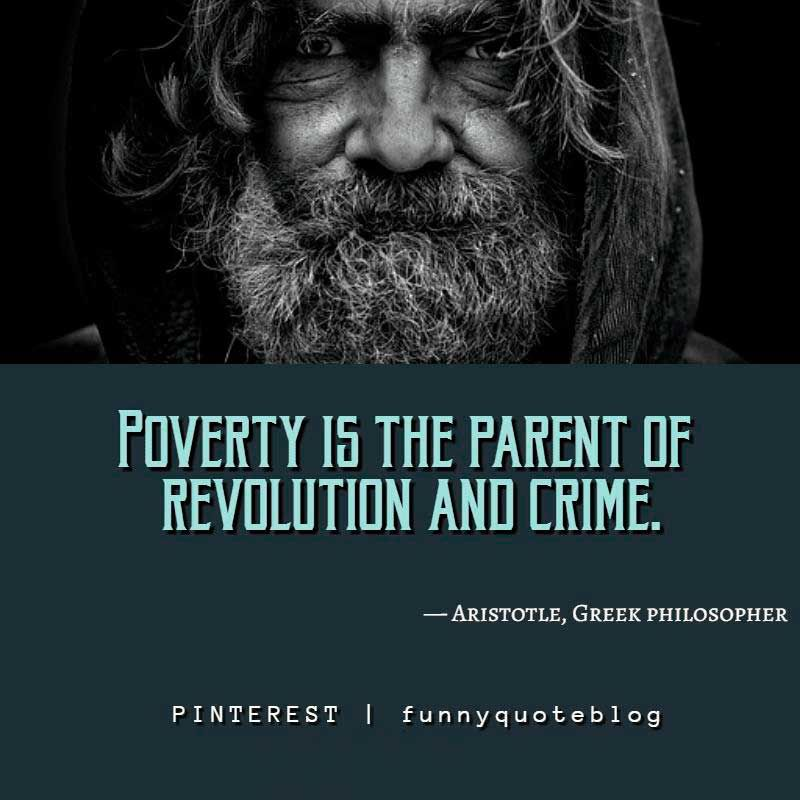 Poverty is the parent of
revolution and crime.
— Aristotle, Greek philosopher
PINTEREST | funnyquoteblog